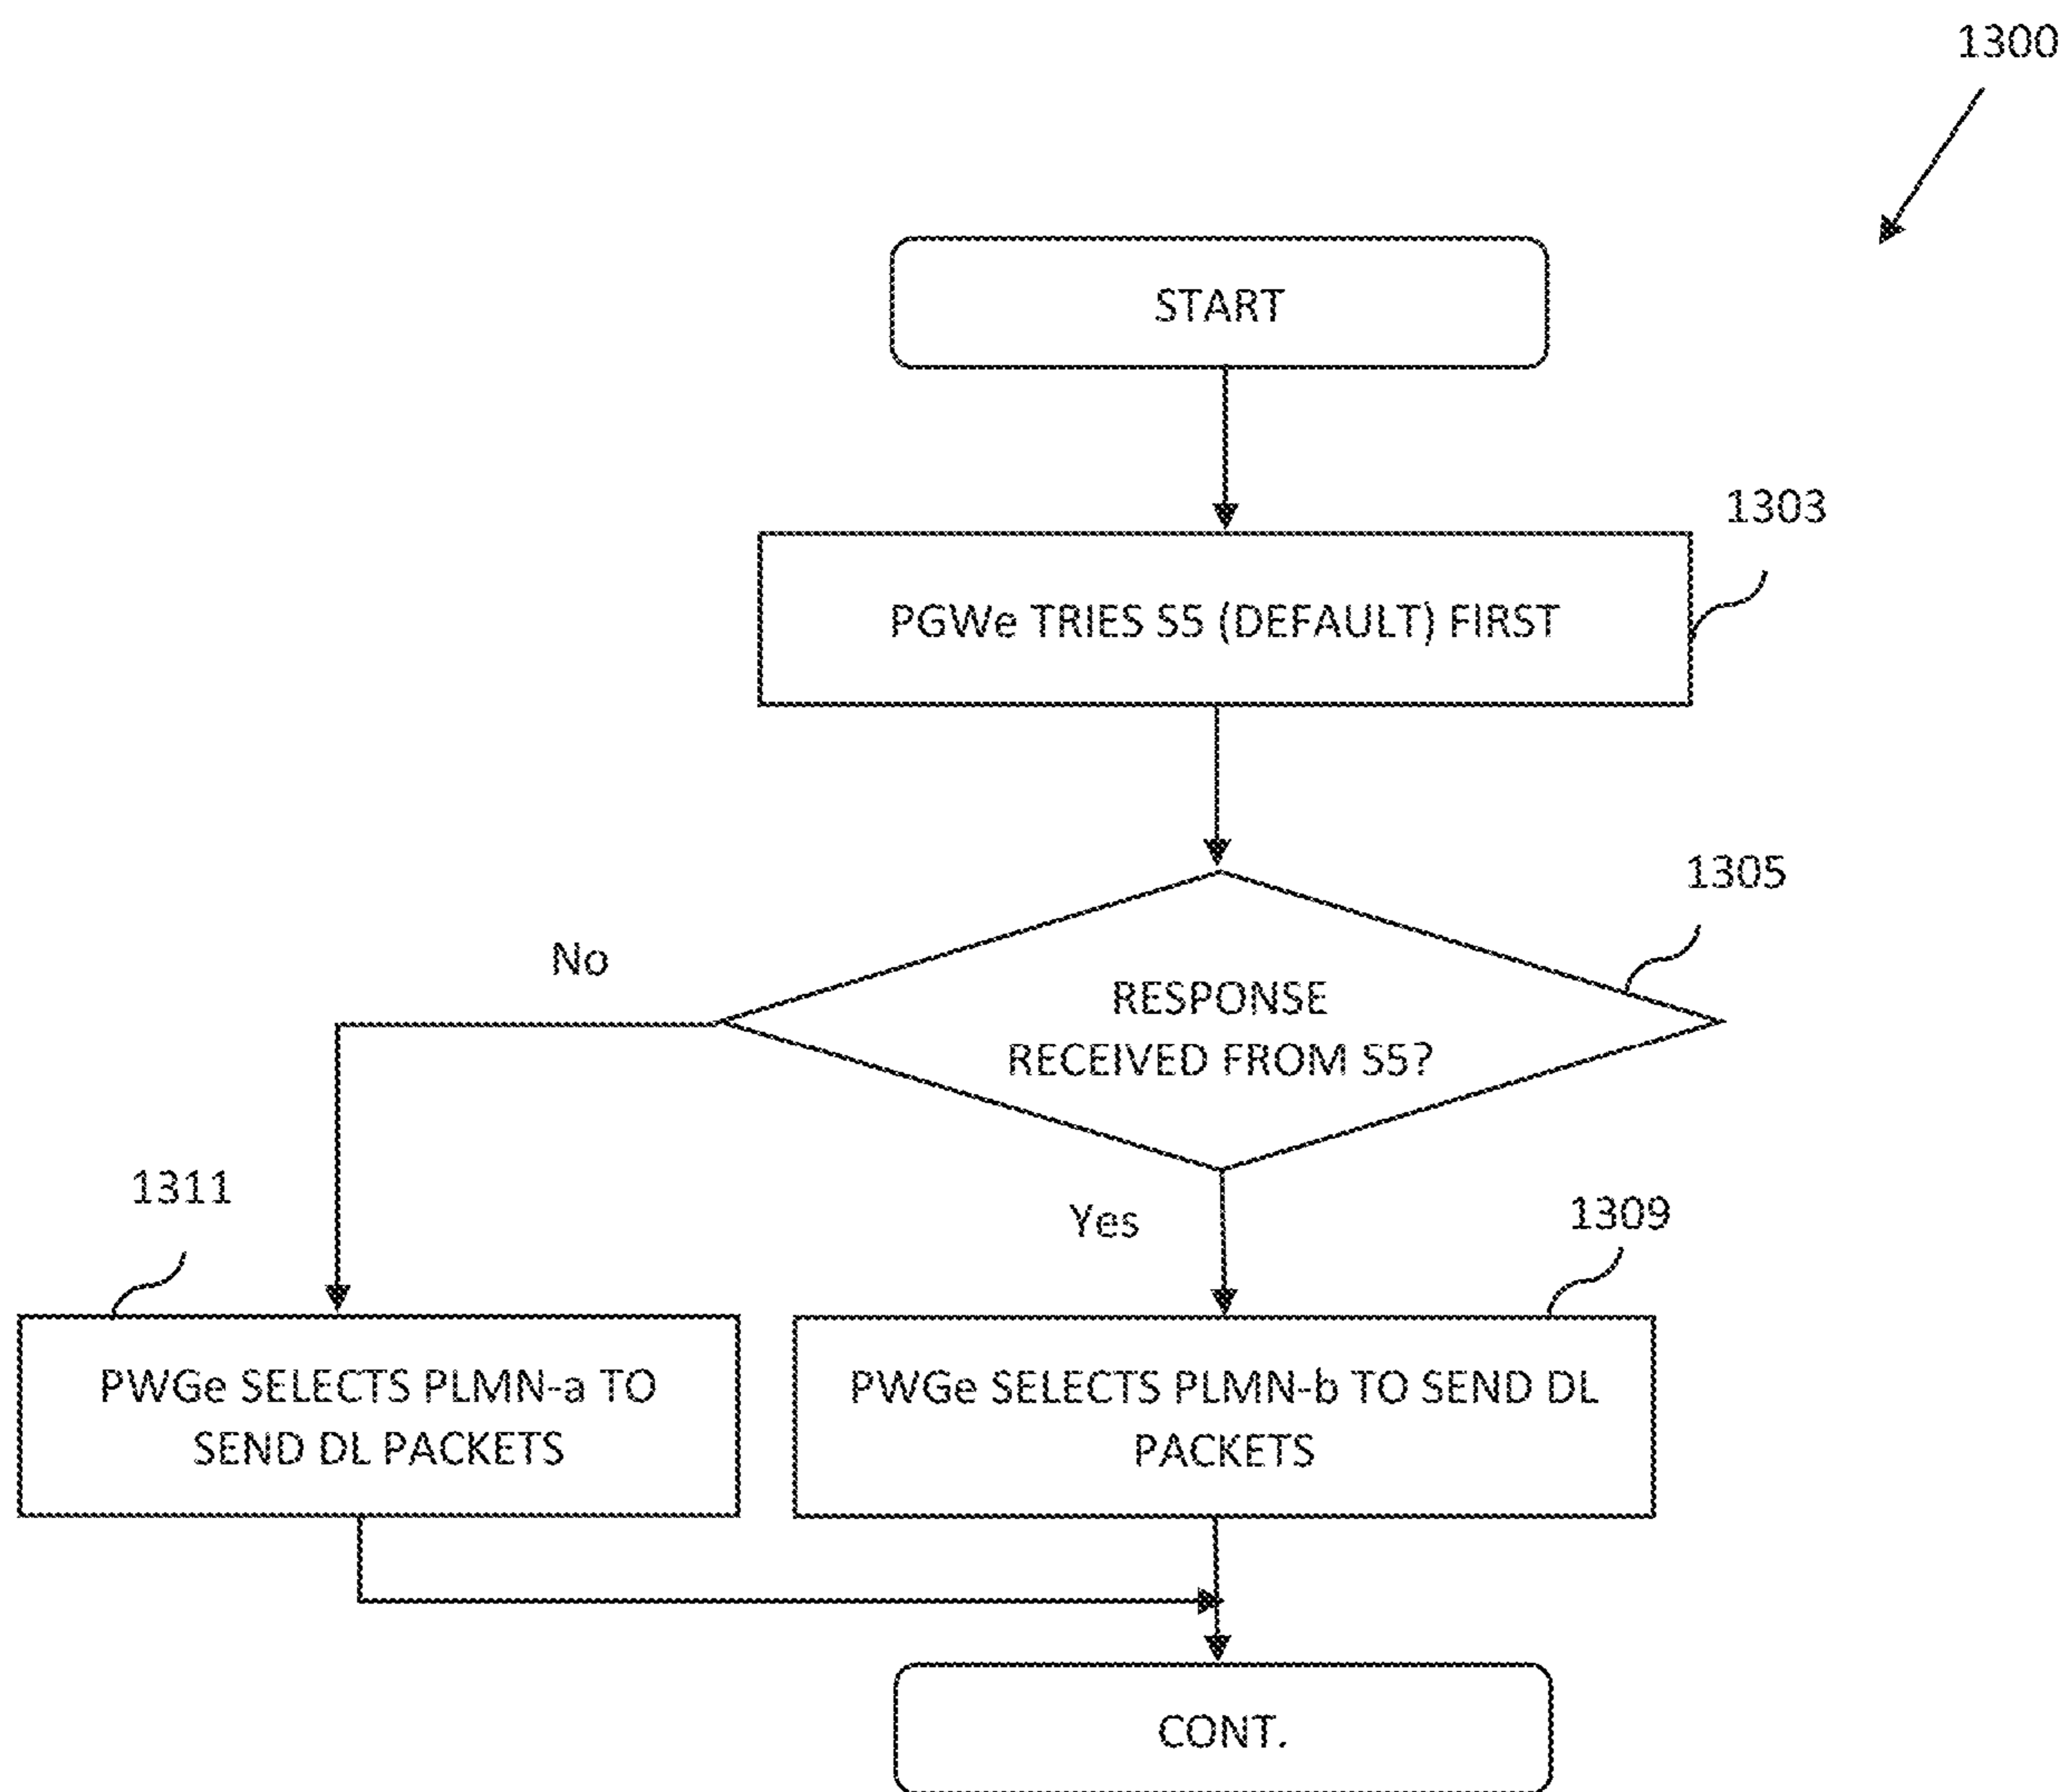 1300
START
1303
PGWe TRIES S5 (DEFAULT) FIRST
1305
No
RESPONSE
RECEIVED FROM S5?
1311
Yes
1309
PWGe SELECTS PLMN-a TO
SEND DL PACKETS
PWGe SELECTS PLMN-b TO SEND DL
PACKETS
CONT.